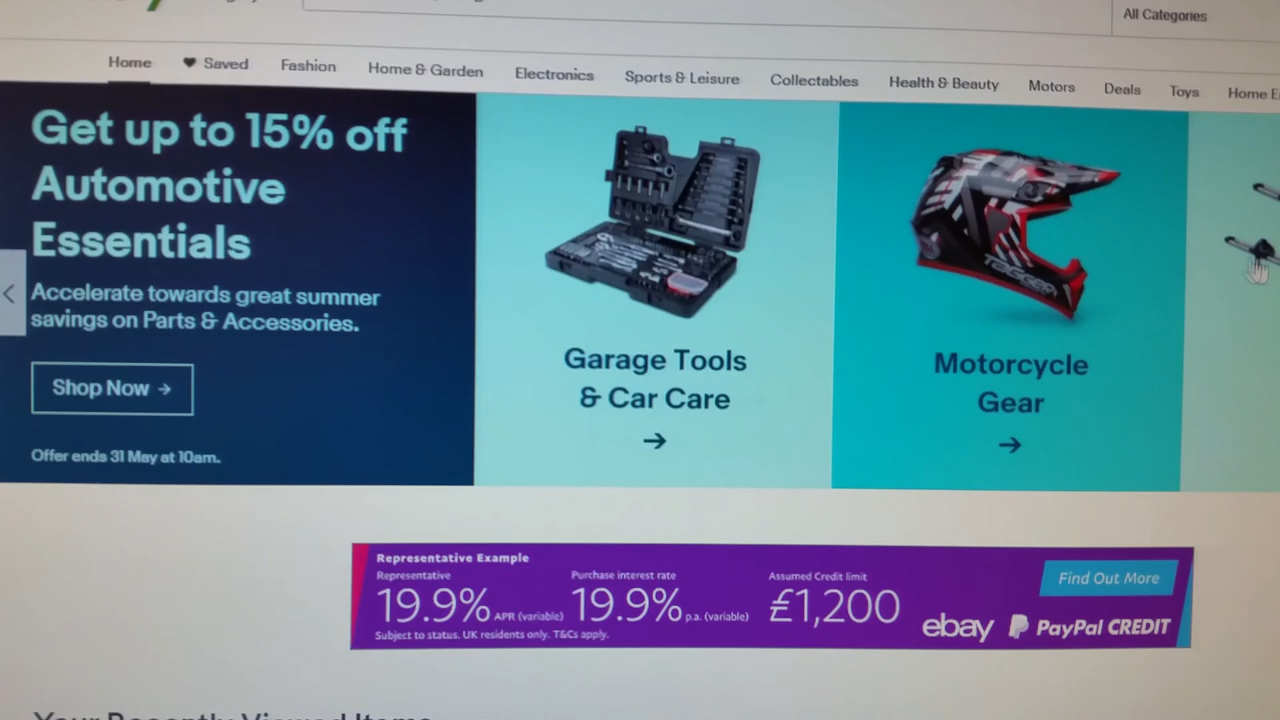 All Categories
Home Saved Fashion Home & Garden Electronics Sports & Leisure Collectables Health & Beauty Motors Deals Toys Home
Get up to 15% off
Automotive
Essentials
Accelerate towards great summer
savings on Parts & Accessories.
Shop Now →
Offer ends 31 May at 10am.
Garage Tools
& Car Care
→
TAGGER
Motorcycle
Gear
→
Representative Example
Representative
19.9% APR (variable)
Purchase interest rate
19.9% p.a. (variable)
Assumed Credit limit
£1,200
Subject to status. UK residents only. T&Cs apply.
Find Out More
ebay PayPal CREDIT
Your Recently Viewed Items